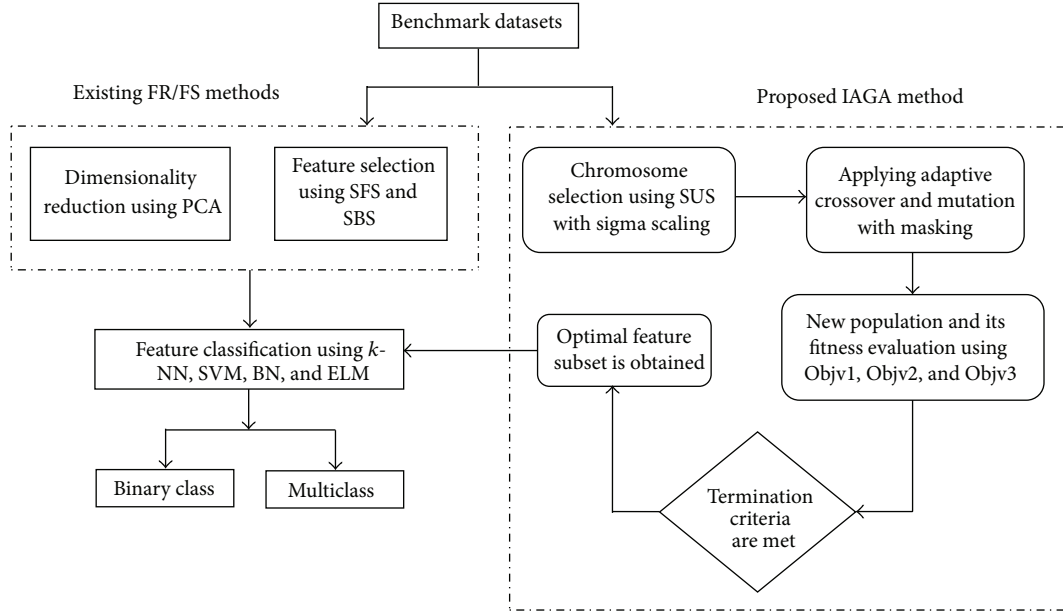 Benchmark datasets
Existing FR/FS methods
Proposed IAGA method
Dimensionality
reduction using PCA
Feature selection
using SFS and
SBS
Chromosome
selection using SUS
with sigma scaling
Applying adaptive
crossover and mutation
with masking
New population and its
fitness evaluation using
Objv1, Objv2, and Objv3
Optimal feature
subset is obtained
Feature classification using k-
NN, SVM, BN, and ELM
Binary class
Multiclass
Termination
criteria
are met